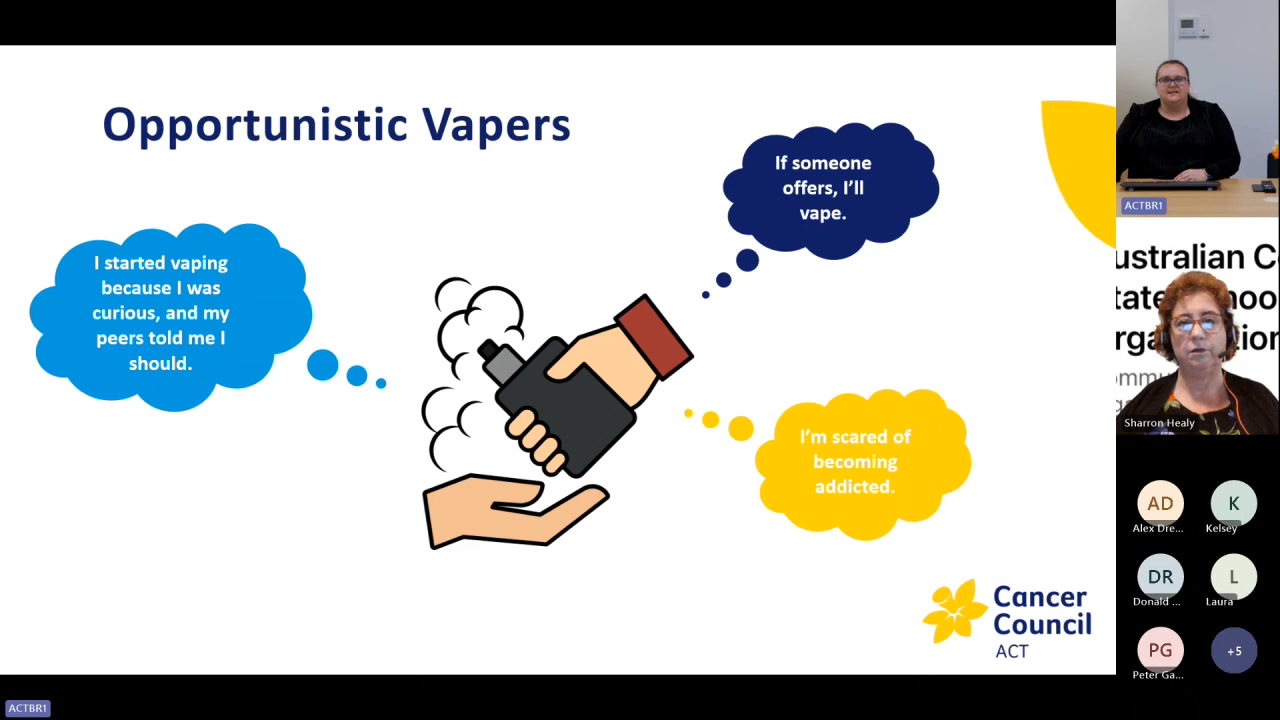 Opportunistic Vapers
I started vaping
because I was
curious, and my
peers told me I
should.
If someone
offers, I'll
vape.
I'm scared of
becoming
addicted.
Cancer
Council
ACT
ACTBR1
ACTBR1
ustralian C
tate
hoo
rga
ion
ommu
Sharron Healy
AD
K
Alex Dre...
Kelsey
DR
L
Donald ...
Laura
PG
+5
Peter Ga...